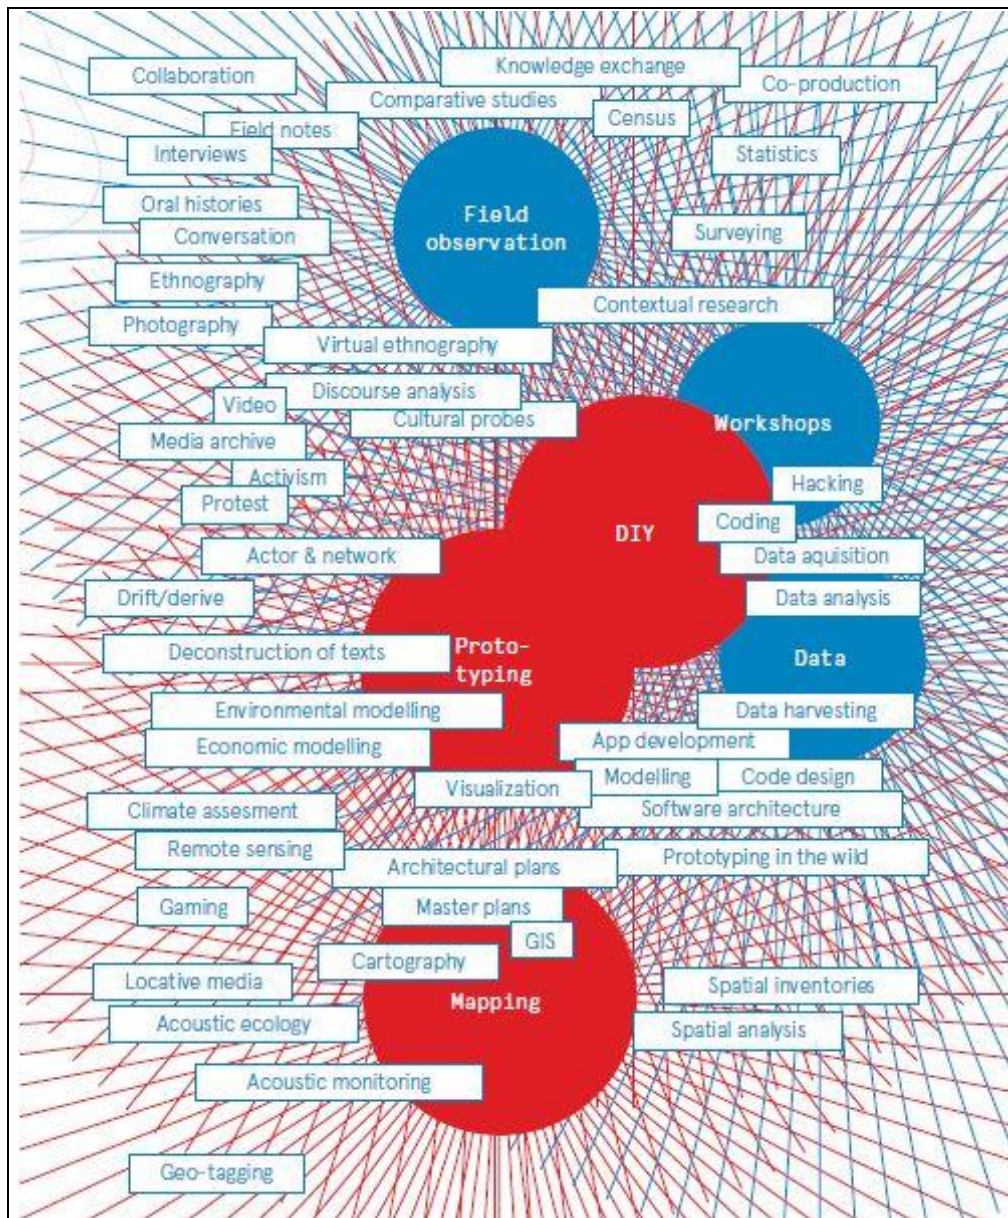 Knowledge exchange
Collaboration
Co-production
Comparative studies
Census
Field notes
Interviews
Statistics
Oral histories
Field
observation
Conversation
Surveying
Ethnography
Contextual research
Photography
Virtual ethnography
Discourse analysis
Video
Cultural probes
Workshops
Media archive
Activism
Hacking
Protest
Coding
DIY
Actor & network
Data aquisition
Drift/derive
Data analysis
Deconstruction of texts
Proto-
typing
Data
Environmental modelling
Data harvesting
Economic modelling
App development
Modelling
Code design
Visualization
Climate assesment
Software architecture
Remote sensing
Architectural plans
Prototyping in the wild
Gaming
Master plans
GIS
Cartography
Locative media
Spatial inventories
Mapping
Acoustic ecology
Spatial analysis
Acoustic monitoring
Geo-tagging